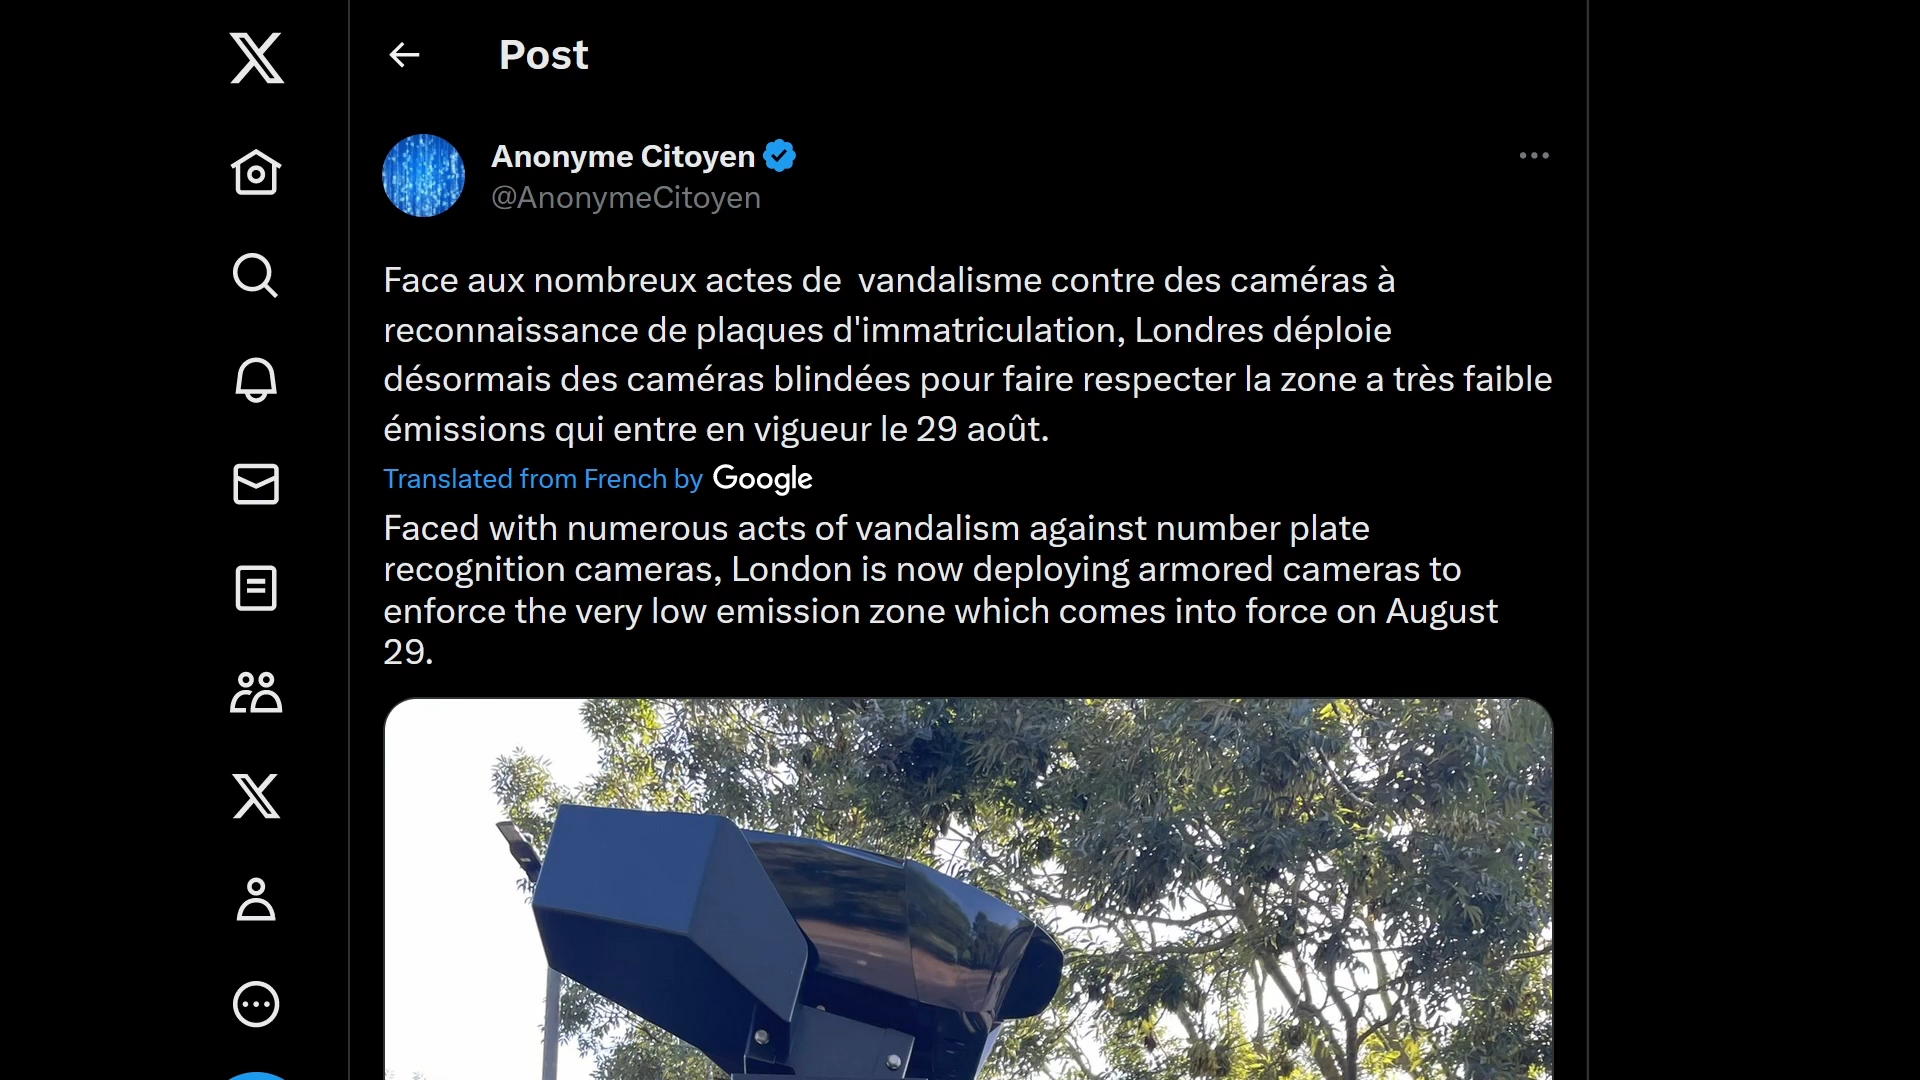 Post
Anonyme Citoyen
@AnonymeCitoyen
Face aux nombreux actes de  vandalisme contre des caméras à
reconnaissance de plaques d'immatriculation, Londres déploie
désormais des caméras blindées pour faire respecter la zone a très faible
émissions qui entre en vigueur le 29 août.
Translated from French by Google
Faced with numerous acts of vandalism against number plate
recognition cameras, London is now deploying armored cameras to
enforce the very low emission zone which comes into force on August
29.